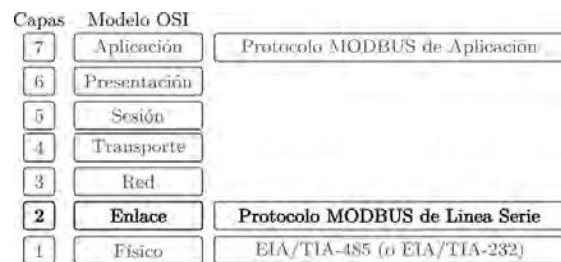 Capas Modelo OSI
7 Aplicación Protocolo MODBUS de Aplicación
6 Presentación
5 Sesión
4 Transporte
3 Red
2 Enlace Protocolo MODBUS de Linea Serie
1 Físico EIA/TIA-485 (o EIA/TIA-232)